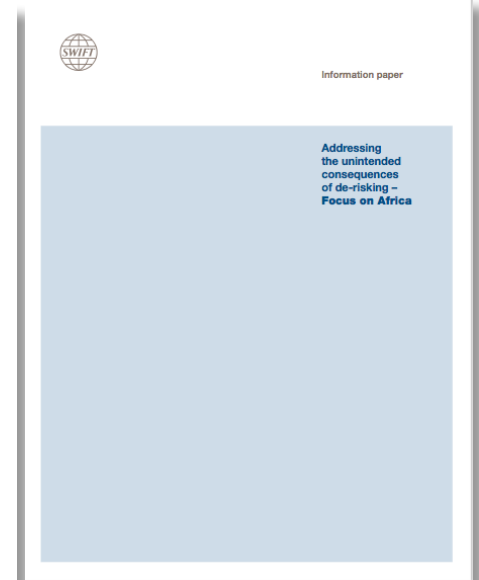 SWIFT
Information paper
Addressing
the unintended
consequences
of de-risking –
Focus on Africa